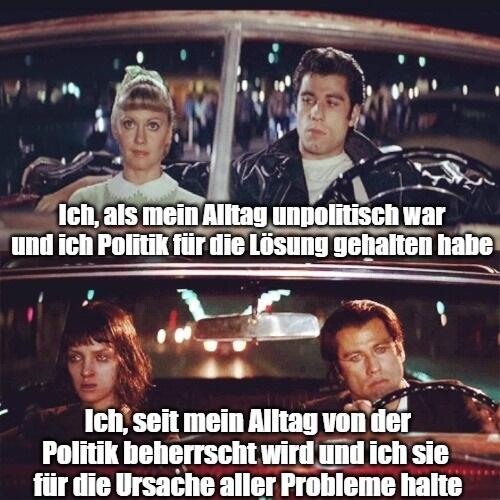 Ich, als mein Alltag unpolitisch war
und ich Politik für die Lösung gehalten habe
Ich, seit mein Alltag von der
Politik beherrscht wird und ich sie
für die Ursache aller Probleme halte